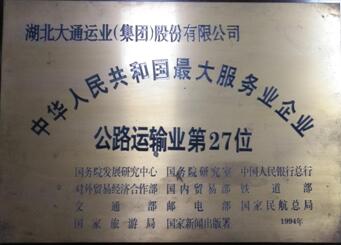 湖北大通运业(集团)股份有限公司
中华人民共和国最大服务业企业
公路运输业第27位
国务院发展研究中心 国务院研究室 中国人民银行总行
对外贸易经济合作部 国内贸易部 铁道部
交通部 邮电部 国家民航总局
国家旅游局 国家新闻出版署 1994年